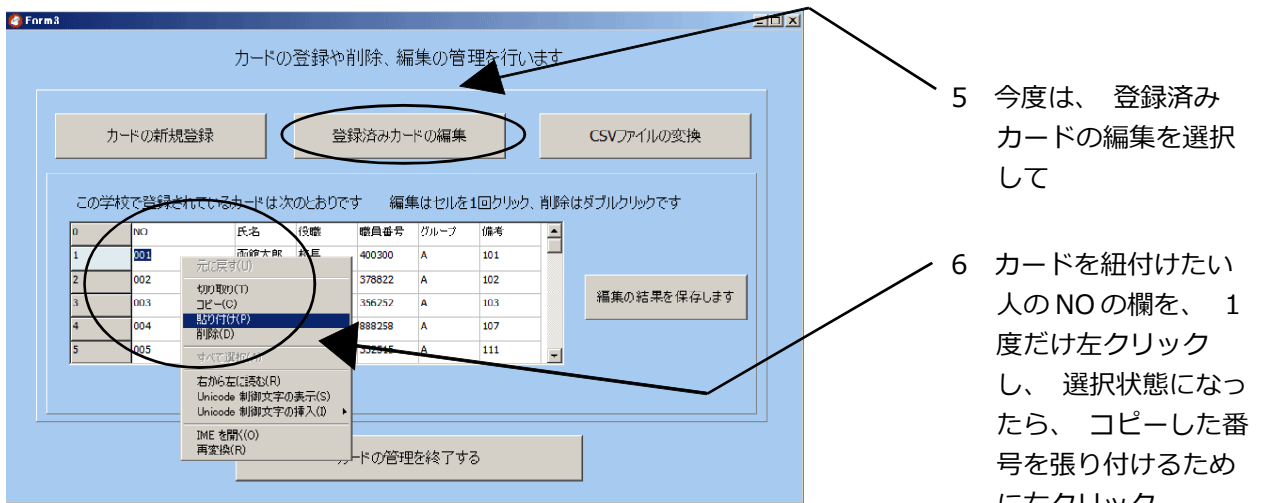 Form3
カードの登録や削除、編集の管理を行います
カードの新規登録
登録済みカードの編集
CSVファイルの変換
この学校で登録されているカードは次のとおりです 編集はセルを1回クリック、削除はダブルクリックです
0 NO 氏名 役職 職員番号 グループ 備考
1 001 函館太郎 校長 400300 A 101
2 002 378822 A 102
3 003 356252 A 103
4 004 888258 A 107
5 005 A 111
元に戻す(U)
切り取り(T)
コピー(C)
貼り付け(P)
削除(D)
すべて選択(A)
右から左に読む(R)
Unicode 制御文字の表示(S)
Unicode 制御文字の挿入(I)
IME を開く(O)
再変換(R)
編集の結果を保存します
カードの管理を終了する
5 今度は、 登録済み
カードの編集を選択
して
6 カードを紐付けたい
人の NO の欄を、 1
度だけ左クリック
し、 選択状態になっ
たら、 コピーした番
号を張り付けるため
に右クリック